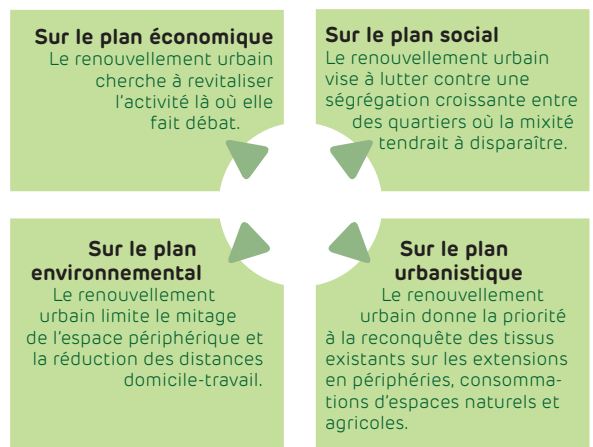 Sur le plan économique
Le renouvellement urbain
cherche à revitaliser
l'activité là où elle
fait débat.
Sur le plan social
Le renouvellement urbain
vise à lutter contre une
ségrégation croissante entre
des quartiers où la mixité
tendrait à disparaître.
Sur le plan
environnemental
Le renouvellement
urbain limite le mitage
de l'espace périphérique et
la réduction des distances
domicile-travail.
Sur le plan
urbanistique
Le renouvellement
urbain donne la priorité
à la reconquête des tissus
existants sur les extensions
en périphéries, consomma-
tions d'espaces naturels et
agricoles.